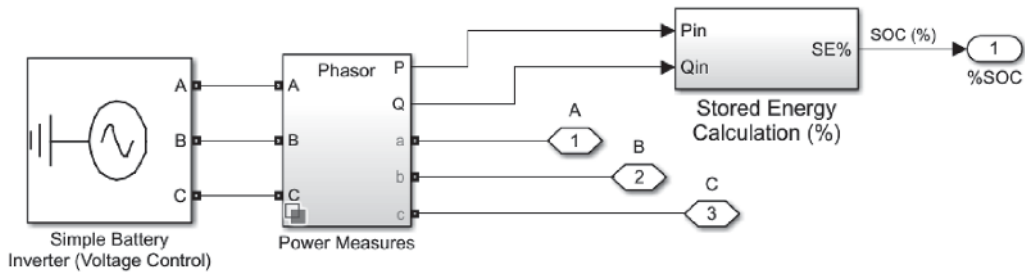 Pin
Qin
SE%
SOC (%)
1
%SOC
Stored Energy
Calculation (%)
Phasor
P
Q
A
B
C
A
B
C
a
b
c
A
1
B
2
C
3
Simple Battery
Inverter (Voltage Control)
Power Measures